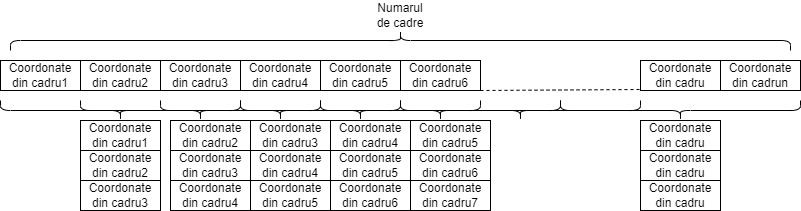 Numarul
de cadre
Coordonate
din cadru1
Coordonate
din cadru2
Coordonate
din cadru3
Coordonate
din cadru4
Coordonate
din cadru5
Coordonate
din cadru6
Coordonate
din cadru
Coordonate
din cadrun
Coordonate
din cadru1
Coordonate
din cadru2
Coordonate
din cadru3
Coordonate
din cadru2
Coordonate
din cadru3
Coordonate
din cadru4
Coordonate
din cadru3
Coordonate
din cadru4
Coordonate
din cadru5
Coordonate
din cadru4
Coordonate
din cadru5
Coordonate
din cadru6
Coordonate
din cadru5
Coordonate
din cadru6
Coordonate
din cadru7
Coordonate
din cadru
Coordonate
din cadru
Coordonate
din cadru